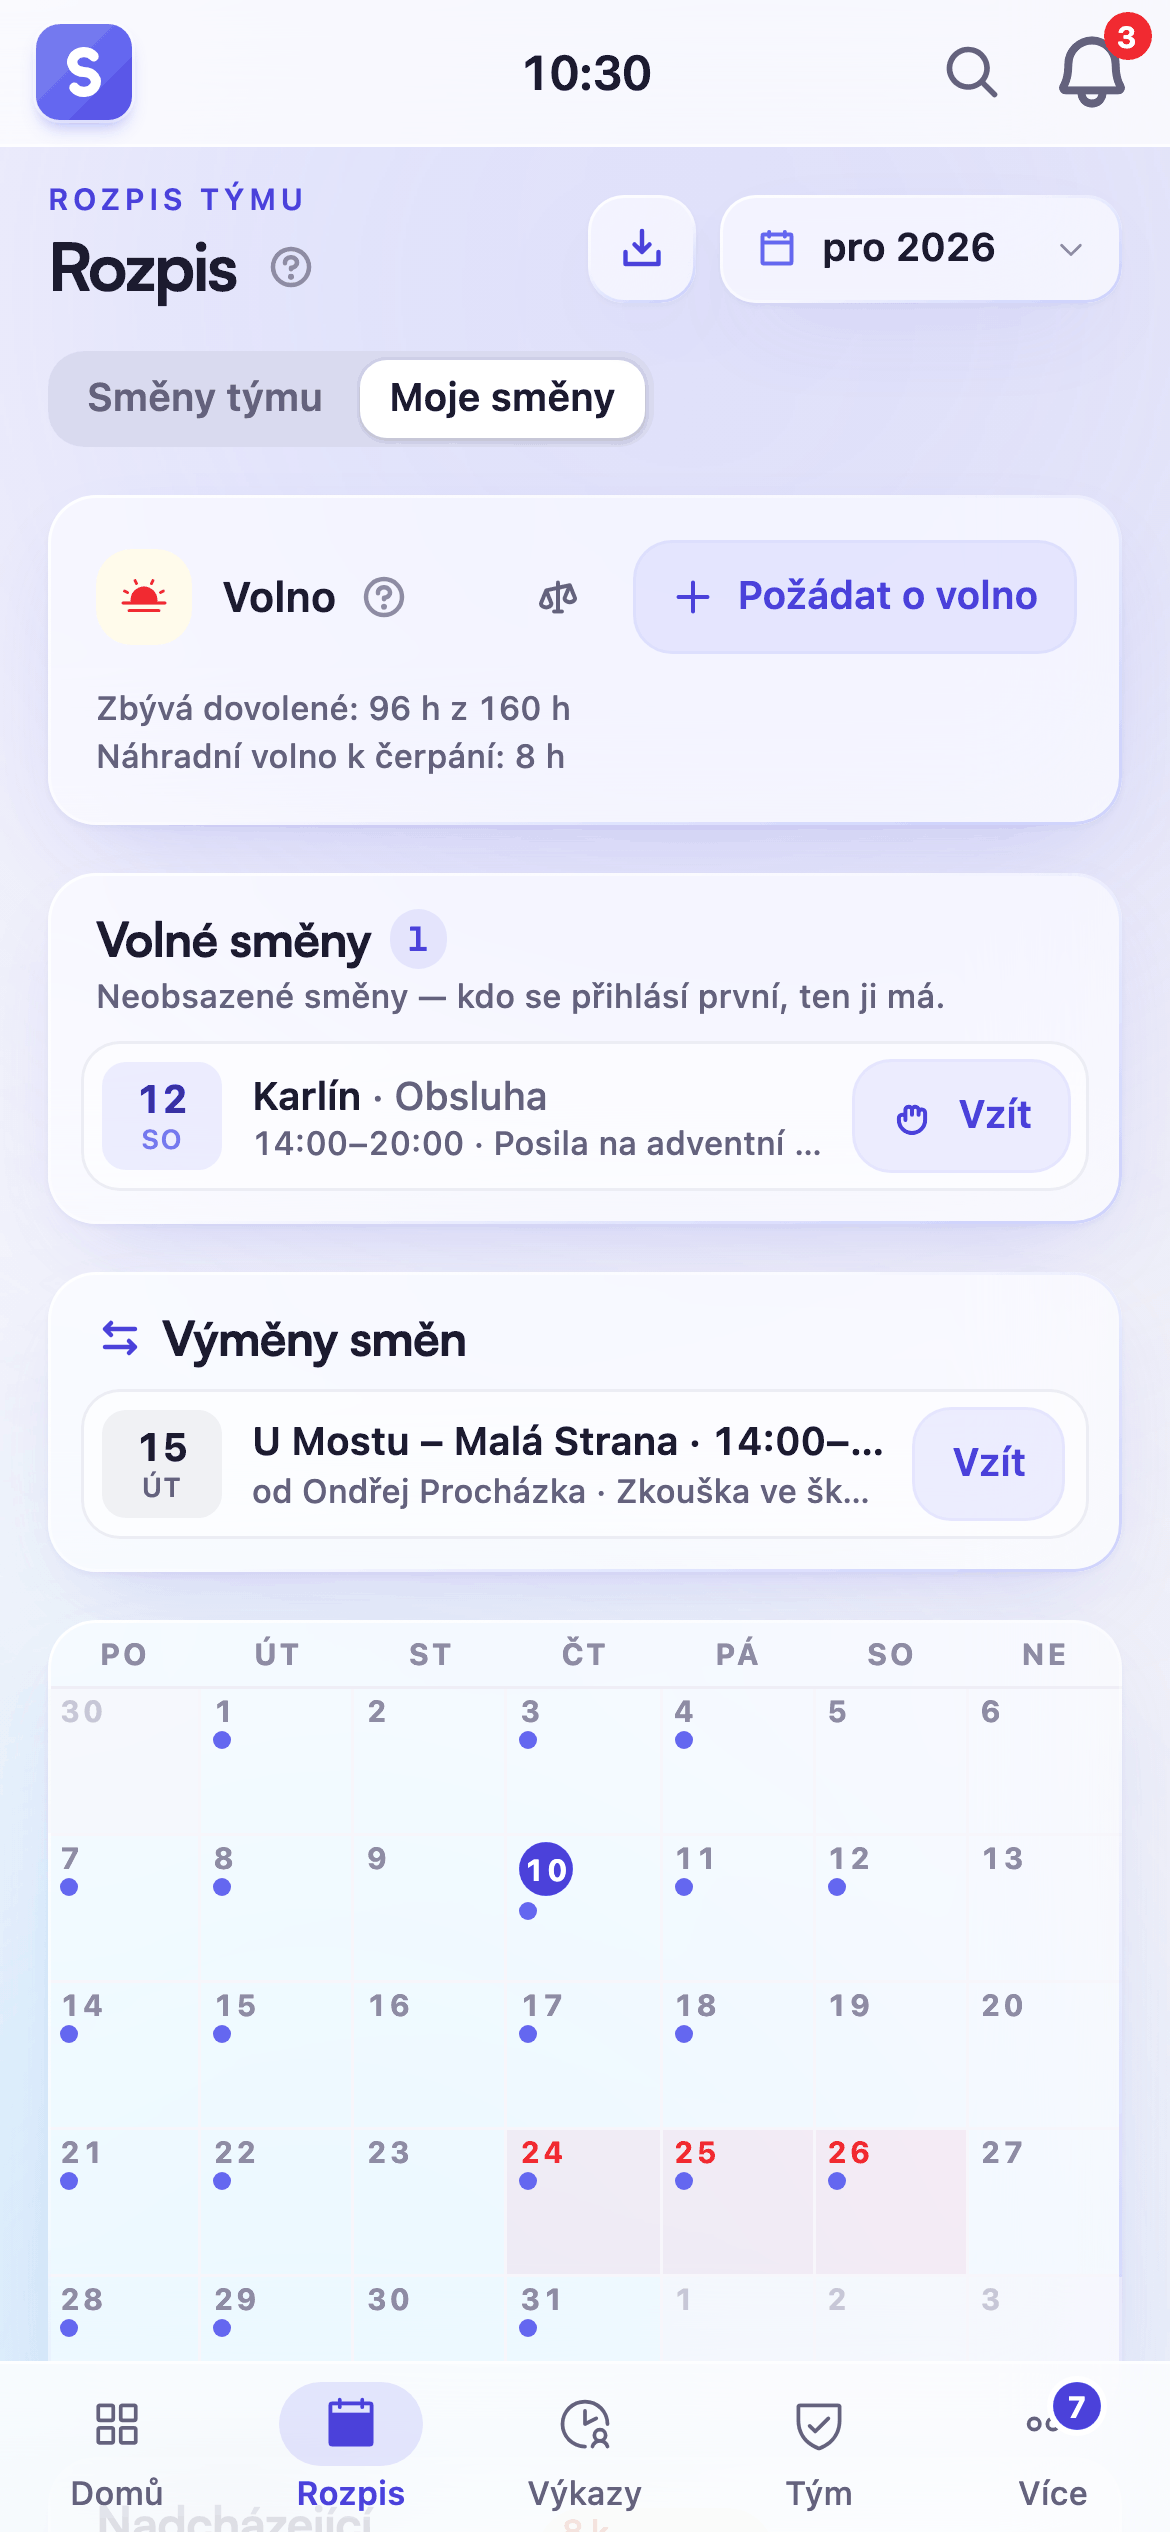 S
10:30
3
ROZPIS TÝMU
Rozpis
pro 2026
Směny týmu
Moje směny
Volno
Požádat o volno
Zbývá dovolené: 96 h z 160 h
Náhradní volno k čerpání: 8 h
Volné směny 1
Neobsazené směny — kdo se přihlásí první, ten ji má.
12 SO
Karlín · Obsluha
14:00–20:00 · Posila na adventní ...
Vzít
Výměny směn
15 ÚT
U Mostu – Malá Strana · 14:00–...
od Ondřej Procházka · Zkouška ve šk...
Vzít
PO ÚT ST ČT PÁ SO NE
30 1 2 3 4 5 6
7 8 9 10 11 12 13
14 15 16 17 18 19 20
21 22 23 24 25 26 27
28 29 30 31 1 2 3
7
Domů Rozpis Výkazy Tým Více
Nadcházející